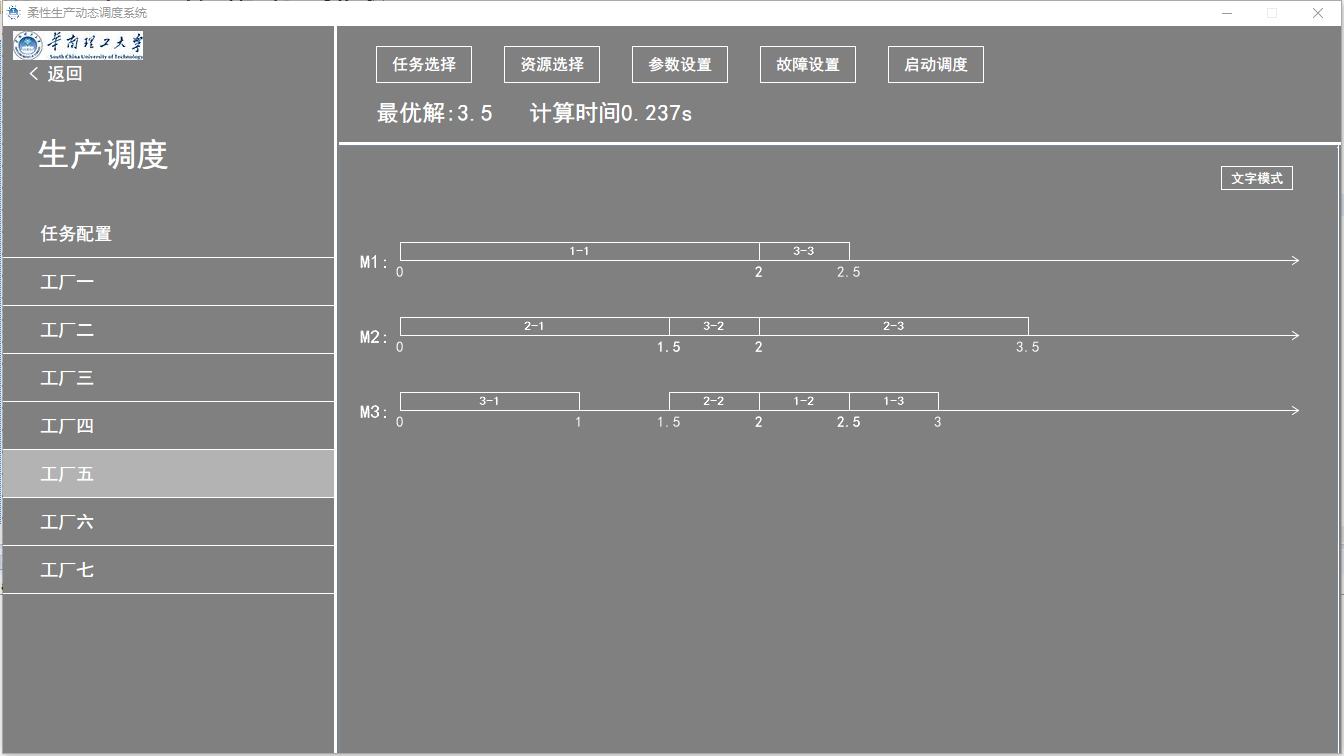 柔性生产动态调度系统
华南理工大学
South China University of Technology
返回
生产调度
任务配置
工厂一
工厂二
工厂三
工厂四
工厂五
工厂六
工厂七
任务选择 资源选择 参数设置 故障设置 启动调度
最优解:3.5 计算时间0.237s
文字模式
1-1 3-3
M1:
0 2 2.5
2-1 3-2 2-3
M2:
0 1.5 2 3.5
3-1 2-2 1-2 1-3
M3:
0 1 1.5 2 2.5 3